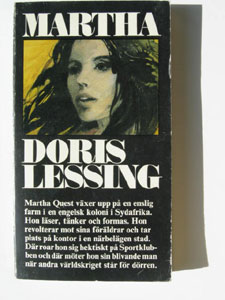 MARTHA
DORIS
LESSING
Martha Quest växer upp på en enslig
farm i en engelsk koloni i Sydafrika.
Hon läser, tänker och formas. Hon
revolterar mot sina föräldrar och tar
plats på kontor i en närbelägen stad.
Där roar hon sig hektiskt på Sportklub-
ben och där möter hon sin blivande man
när andra världskriget står för dörren.